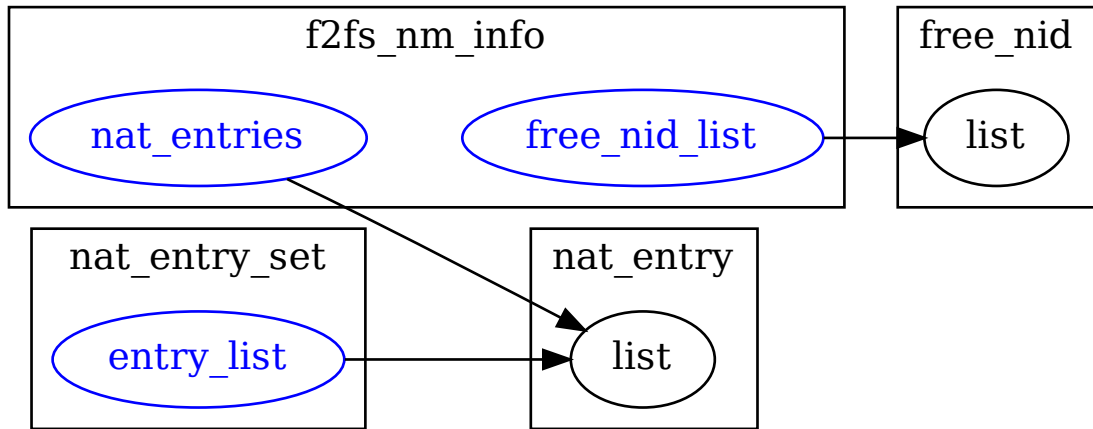 f2fs_nm_info
free_nid
nat_entries
free_nid_list
list
nat_entry_set
nat_entry
entry_list
list